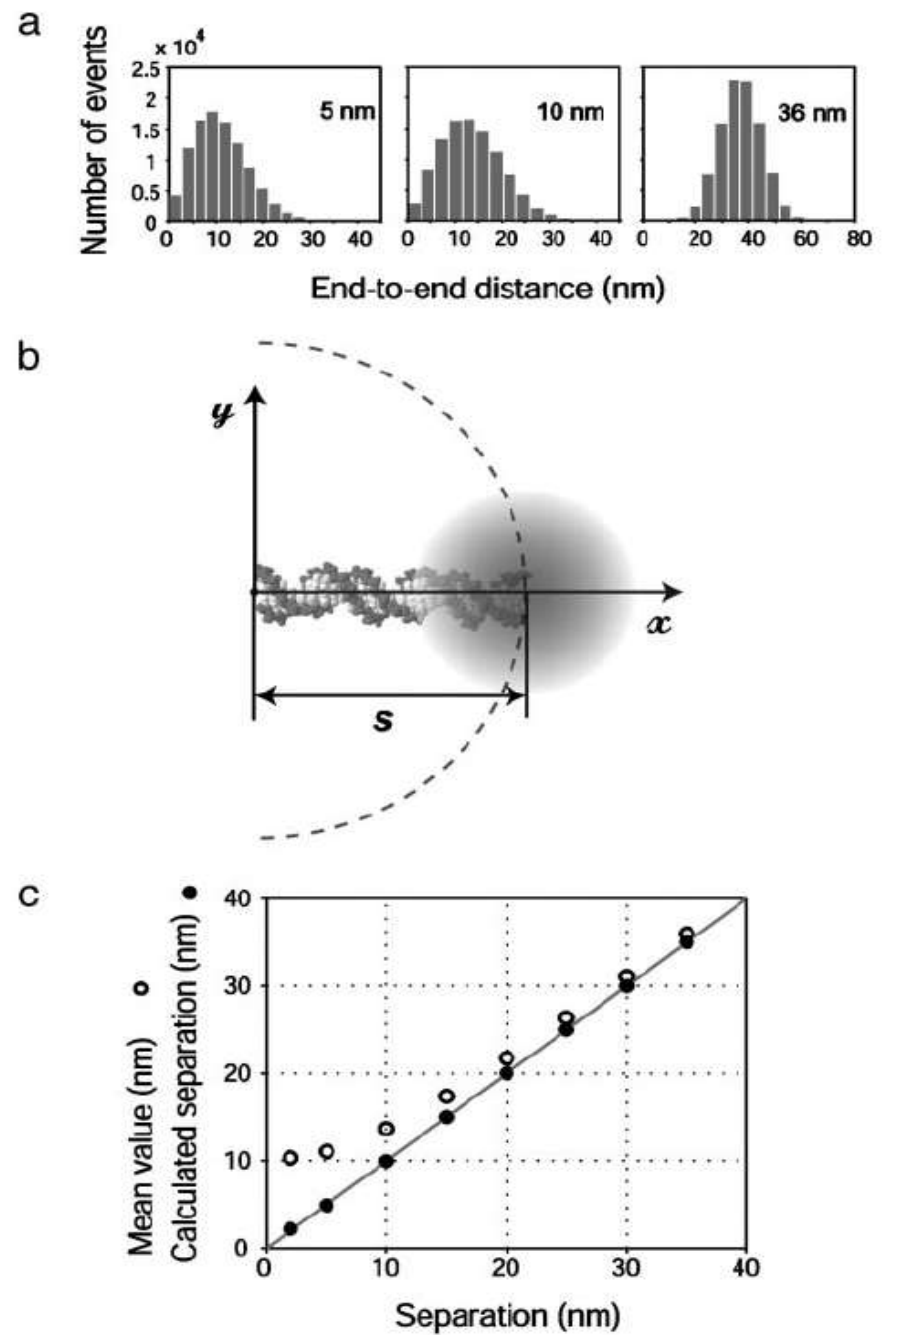 a
Number of events
× 10⁴
2.5
2
1.5
1
0.5
0
5 nm
10 nm
36 nm
0 10 20 30 40
0 10 20 30 40
0 20 40 60 80
End-to-end distance (nm)
b
y
x
s
c
Mean value (nm)
Calculated separation (nm)
40
30
20
10
0
0 10 20 30 40
Separation (nm)